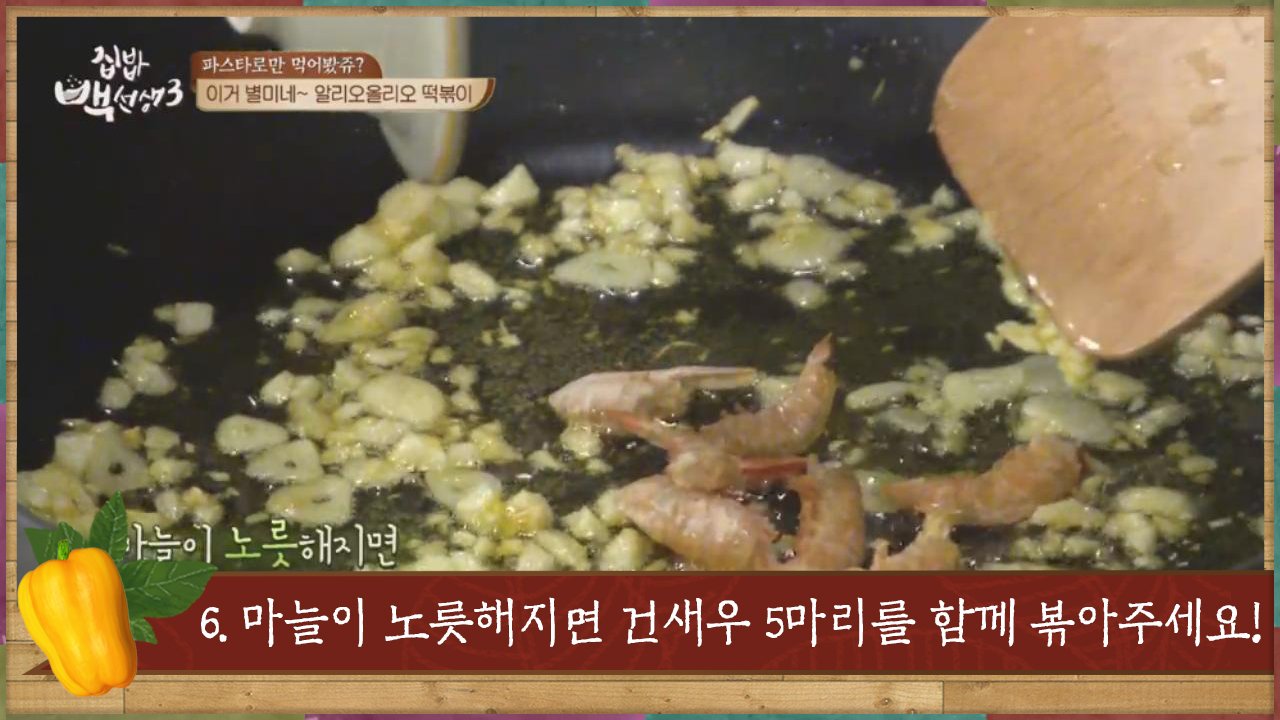 집밥
백선생3
파스타로만 먹어봤쥬?
이거 별미네~ 알리오올리오 떡볶이
마늘이 노릇해지면
6. 마늘이 노릇해지면 건새우 5마리를 함께 볶아주세요!